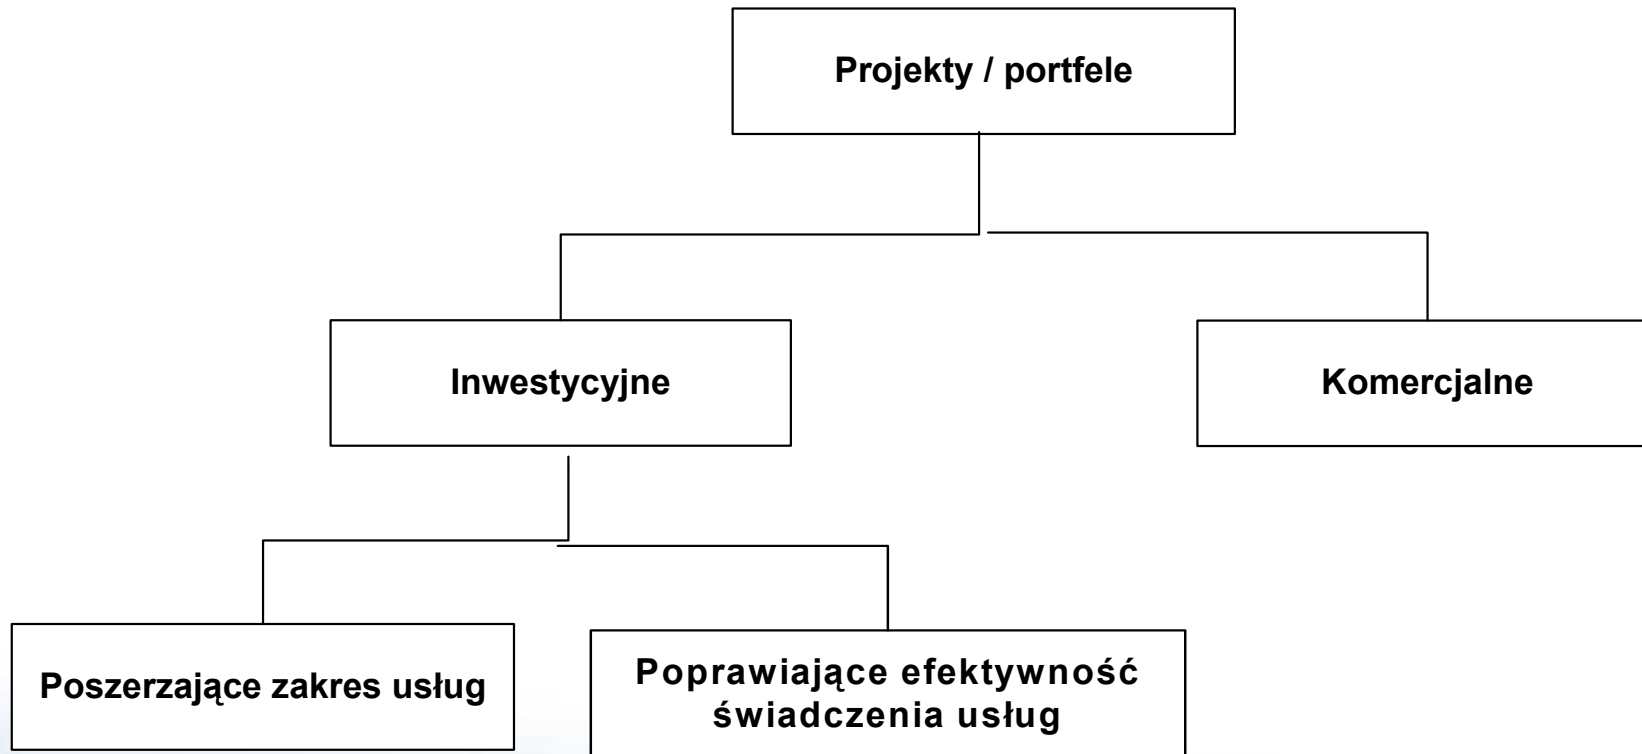 Projekty / portfele
Inwestycyjne
Komercjalne
Poszerzające zakres usług
Poprawiające efektywność
świadczenia usług